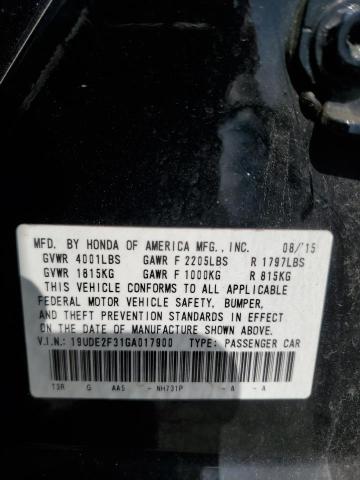 MFD. BY HONDA OF AMERICA MFG., INC. 08/'15
GVWR 4001LBS GAWR F 2205LBS R 1797LBS
GVWR 1815KG GAWR F 1000KG R 815KG
THIS VEHICLE CONFORMS TO ALL APPLICABLE
FEDERAL MOTOR VEHICLE SAFETY, BUMPER,
AND THEFT PREVENTION STANDARDS IN EFFECT
ON THE DATE OF MANUFACTURE SHOWN ABOVE.
V.I.N.: 19UDE2F31GA017900 TYPE: PASSENGER CAR
13R G AA5 - NH731P - A - A